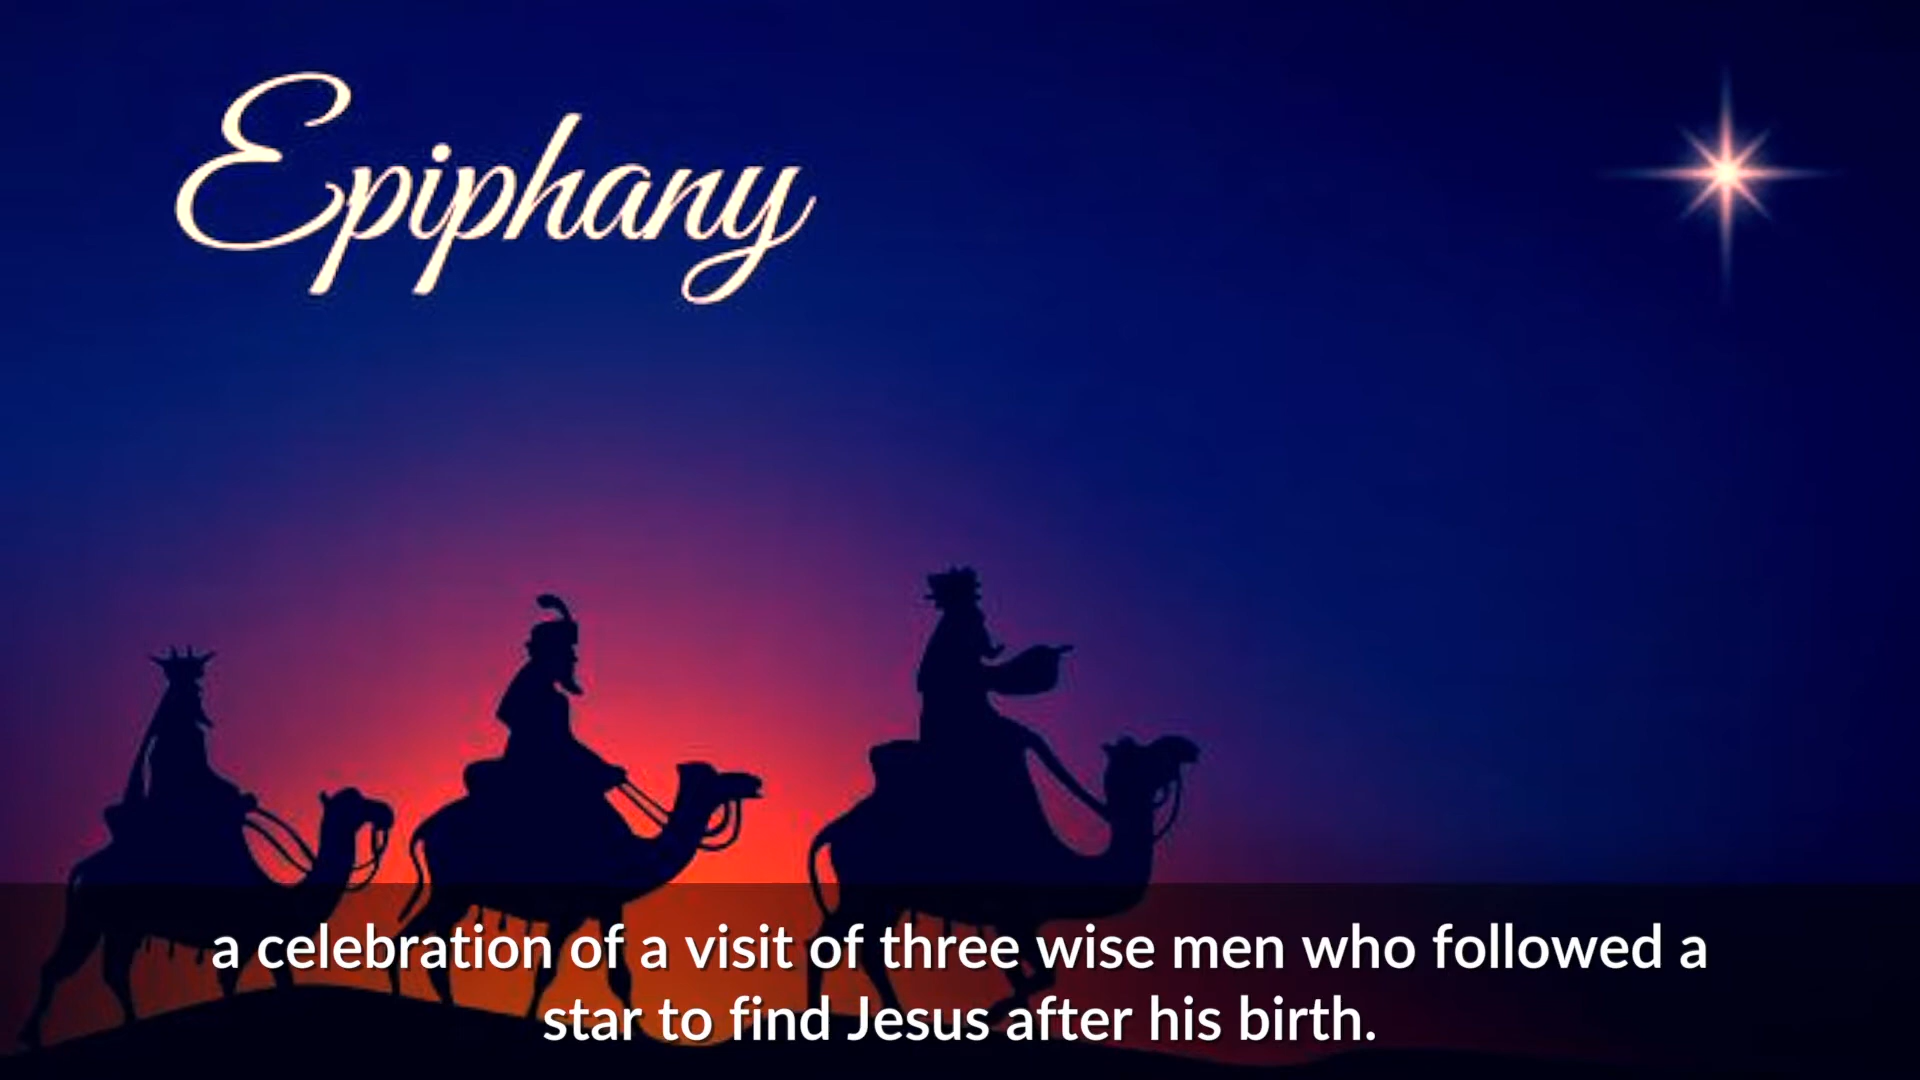 Epiphany
a celebration of a visit of three wise men who followed a
star to find Jesus after his birth.